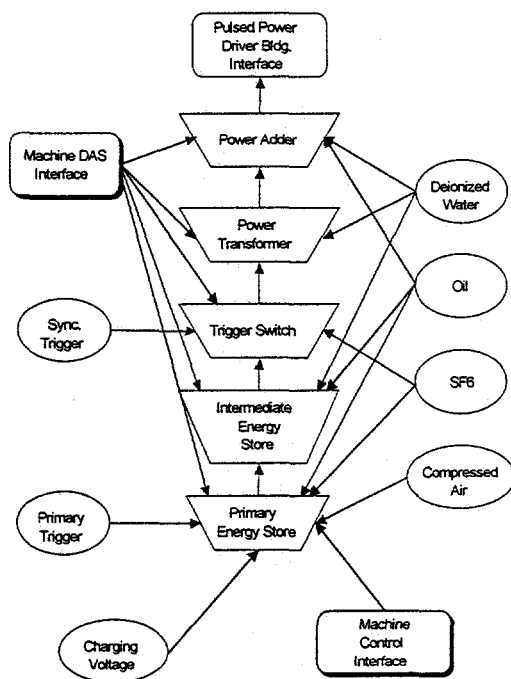 Pulsed Power
Driver Bldg.
Interface
Power Adder
Machine DAS
Interface
Deionized
Water
Power
Transformer
Oil
Sync.
Trigger
Trigger Switch
SF6
Intermediate
Energy
Store
Compressed
Air
Primary
Trigger
Primary
Energy Store
Charging
Voltage
Machine
Control
Interface